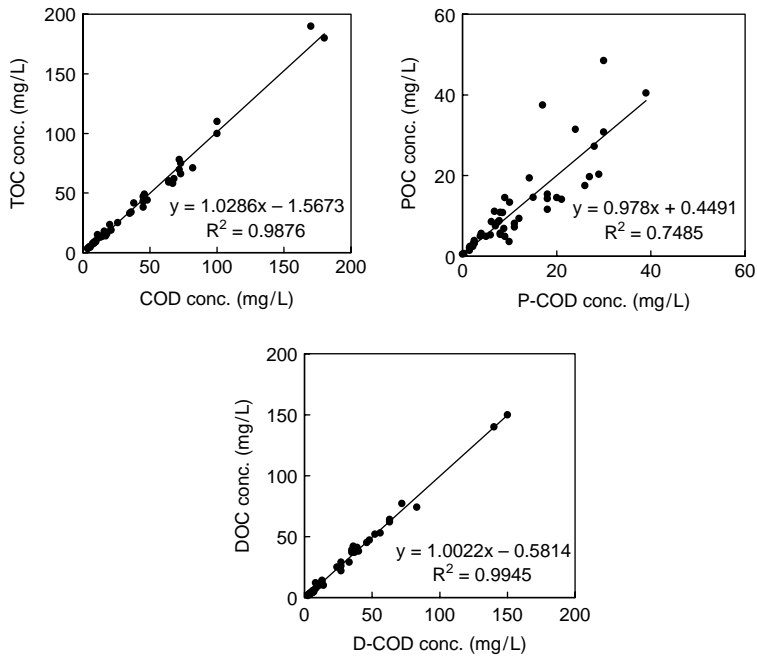 200
150
100
50
0
TOC conc. (mg/L)
y = 1.0286x – 1.5673
R² = 0.9876
0 50 100 150 200
COD conc. (mg/L)
60
40
20
0
POC conc. (mg/L)
y = 0.978x + 0.4491
R² = 0.7485
0 20 40 60
P-COD conc. (mg/L)
200
150
100
50
0
DOC conc. (mg/L)
y = 1.0022x – 0.5814
R² = 0.9945
0 50 100 150 200
D-COD conc. (mg/L)